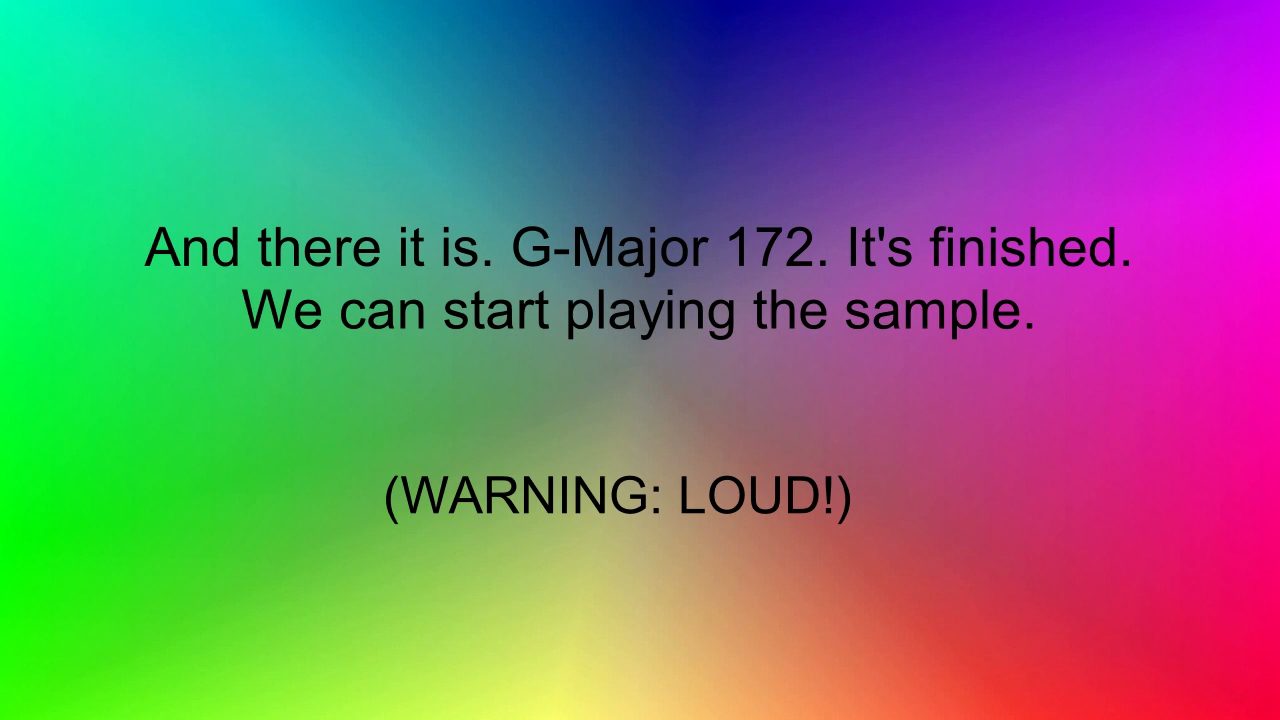 And there it is. G-Major 172. It's finished.
We can start playing the sample.
(WARNING: LOUD!)